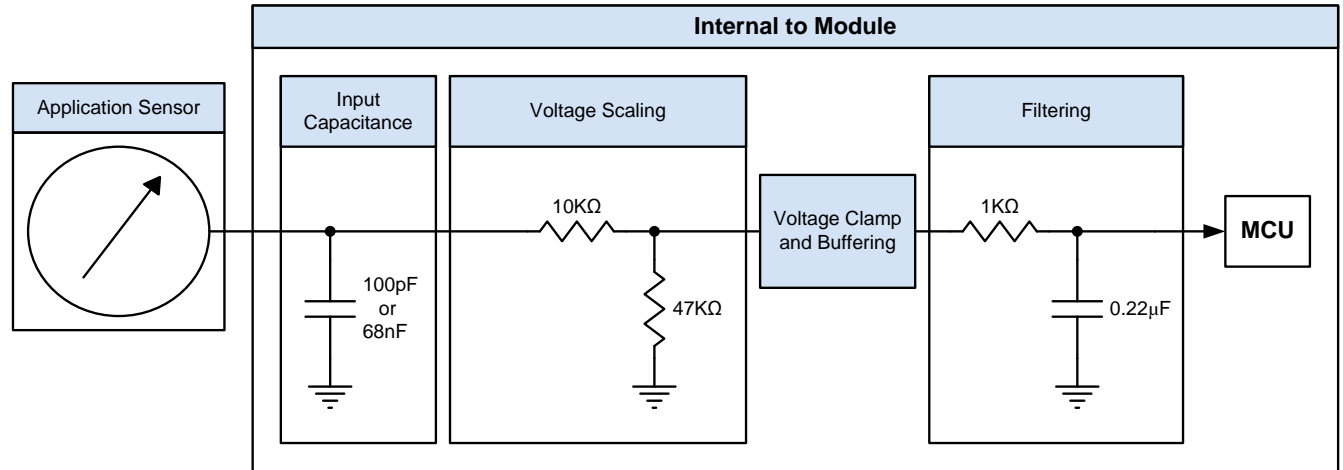 Internal to Module
Application Sensor
Input
Capacitance
Voltage Scaling
Filtering
10KΩ
Voltage Clamp
and Buffering
1KΩ
MCU
100pF
or
68nF
47KΩ
0.22μF